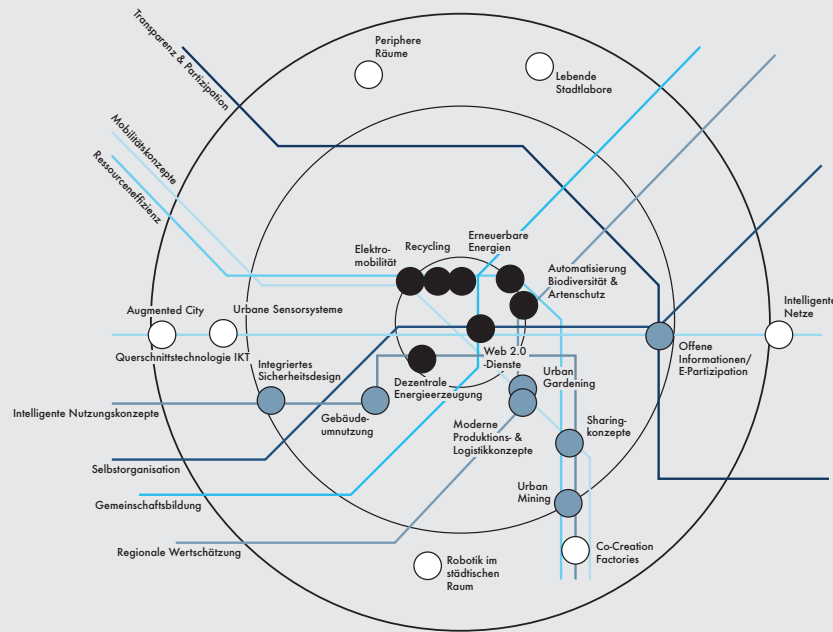 Transparenz & Partizipation
Periphere
Räume
Lebende
Stadtlabore
Mobilitätskonzepte
Ressourceneffizienz
Elektro-
mobilität
Recycling
Erneuerbare
Energien
Automatisierung
Biodiversität &
Artenschutz
Augmented City
Urbane Sensorsysteme
Intelligente
Netze
Querschnittstechnologie IKT
Offene
Informationen/
E-Partizipation
Web 2.0
-Dienste
Integriertes
Sicherheitsdesign
Dezentrale
Energieerzeugung
Urban
Gardening
Intelligente Nutzungskonzepte
Gebäude-
umnutzung
Moderne
Produktions- &
Logistikkonzepte
Sharing-
konzepte
Selbstorganisation
Urban
Mining
Gemeinschaftsbildung
Regionale Wertschätzung
Co-Creation
Factories
Robotik im
städtischen
Raum